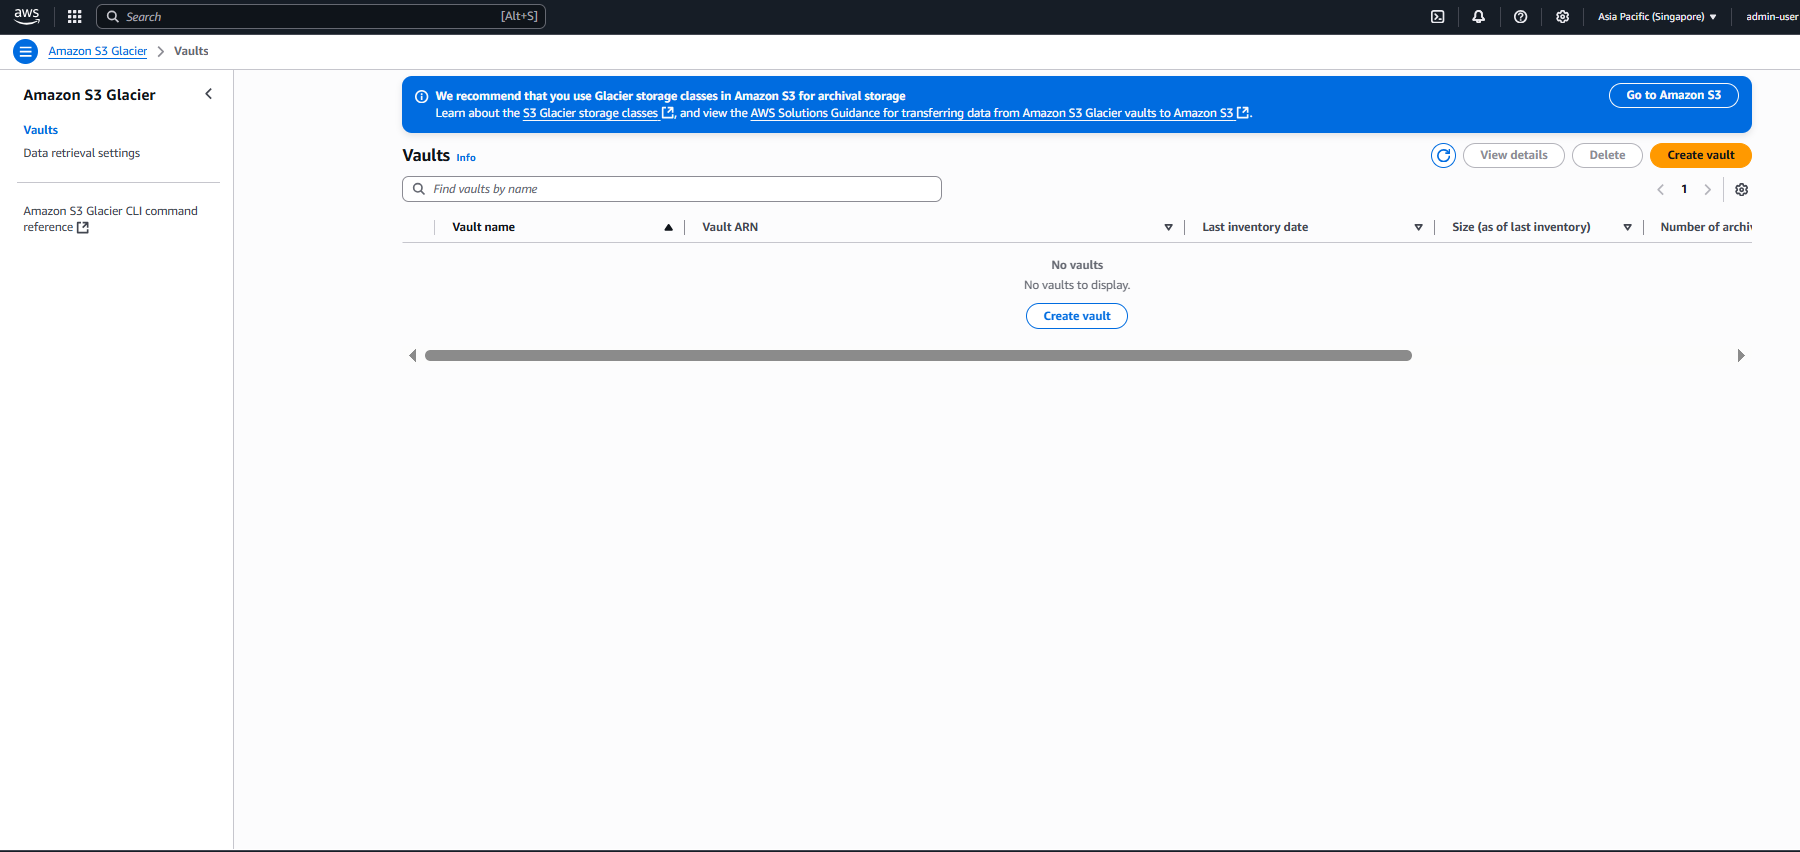 aws
Search
[Alt+S]
Asia Pacific (Singapore)
admin-user
Amazon S3 Glacier
Vaults
Amazon S3 Glacier
Vaults
Data retrieval settings
Amazon S3 Glacier CLI command
reference
We recommend that you use Glacier storage classes in Amazon S3 for archival storage
Learn about the S3 Glacier storage classes, and view the AWS Solutions Guidance for transferring data from Amazon S3 Glacier vaults to Amazon S3.
Go to Amazon S3
Vaults Info
View details
Delete
Create vault
Find vaults by name
1
Vault name
Vault ARN
Last inventory date
Size (as of last inventory)
Number of archiv
No vaults
No vaults to display.
Create vault